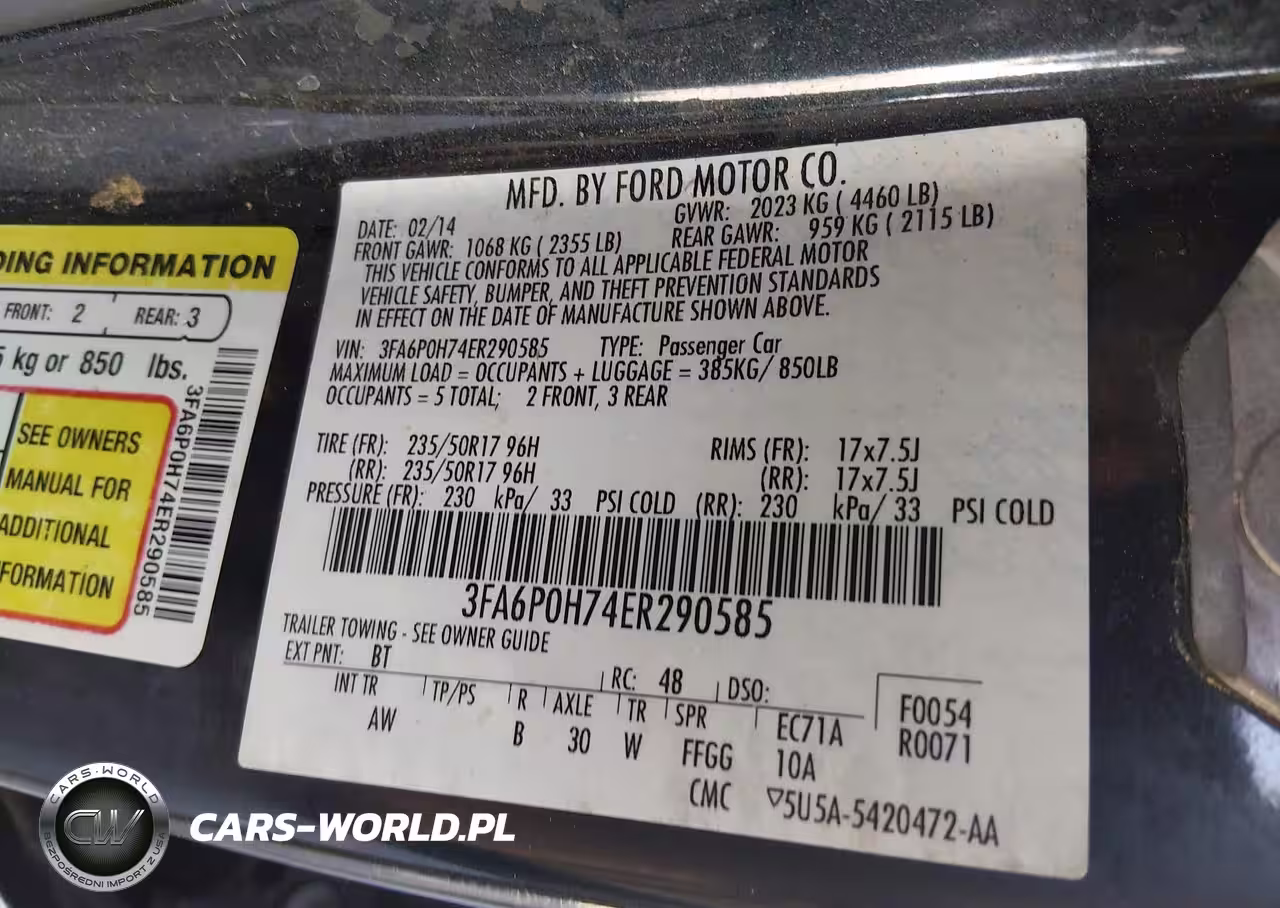 MFD. BY FORD MOTOR CO.
DATE: 02/14 GVWR: 2023 KG ( 4460 LB)
FRONT GAWR: 1068 KG ( 2355 LB) REAR GAWR: 959 KG ( 2115 LB)
THIS VEHICLE CONFORMS TO ALL APPLICABLE FEDERAL MOTOR
VEHICLE SAFETY, BUMPER, AND THEFT PREVENTION STANDARDS
IN EFFECT ON THE DATE OF MANUFACTURE SHOWN ABOVE.
VIN: 3FA6P0H74ER290585 TYPE: Passenger Car
MAXIMUM LOAD = OCCUPANTS + LUGGAGE = 385KG/ 850LB
OCCUPANTS = 5 TOTAL; 2 FRONT, 3 REAR
TIRE (FR): 235/50R17 96H RIMS (FR): 17x7.5J
(RR): 235/50R17 96H (RR): 17x7.5J
PRESSURE (FR): 230 kPa/ 33 PSI COLD (RR): 230 kPa/ 33 PSI COLD
3FA6P0H74ER290585
TRAILER TOWING - SEE OWNER GUIDE
EXT PNT: BT RC: 48 DSO:
INT TR TP/PS R AXLE TR SPR EC71A F0054
AW B 30 W FFGG 10A R0071
CMC ▽5U5A-5420472-AA
DING INFORMATION
FRONT: 2 REAR: 3
5 kg or 850 lbs.
SEE OWNERS
MANUAL FOR
ADDITIONAL
FORMATION
3FA6P0H74ER290585
CARS-WORLD
CW
BEZPOŚREDNI IMPORT Z USA
CARS-WORLD.PL